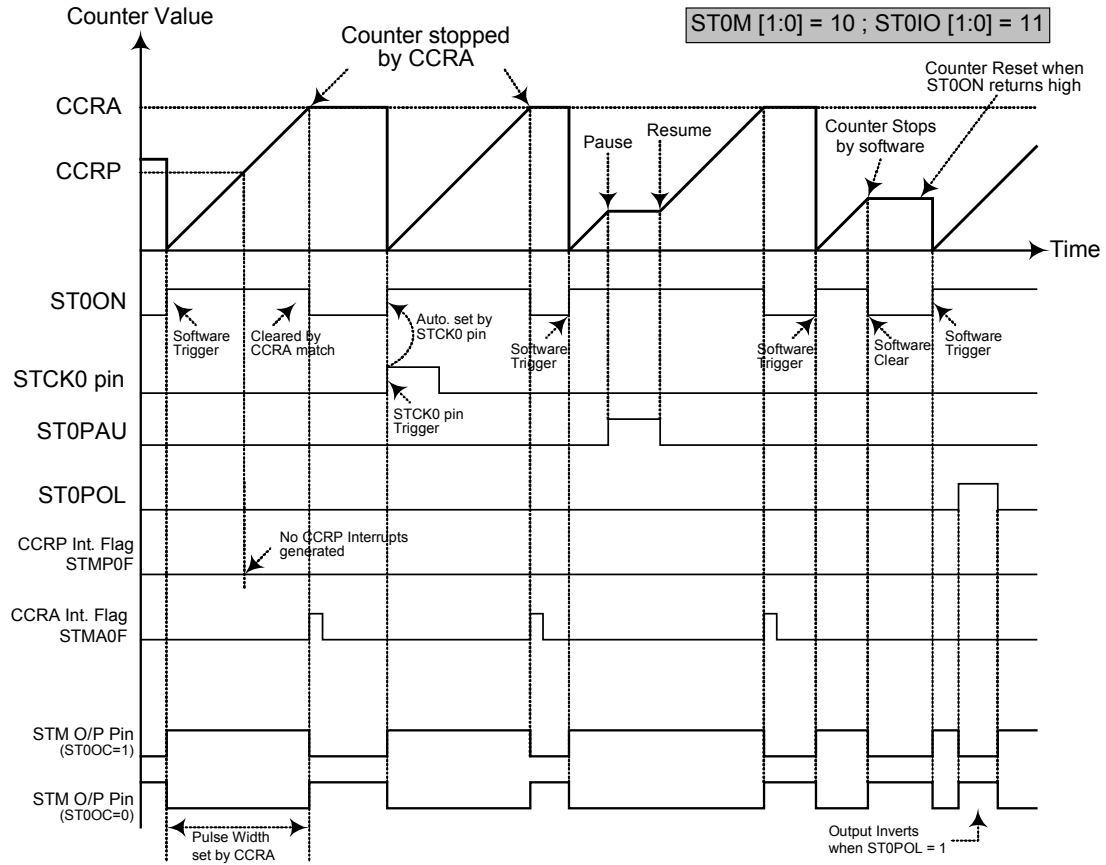 Counter Value
ST0M [1:0] = 10 ; ST0IO [1:0] = 11
Counter stopped
by CCRA
Counter Reset when
ST0ON returns high
CCRA
Pause
Resume
Counter Stops
by software
CCRP
Time
ST0ON
Software
Trigger
Cleared by
CCRA match
Auto. set by
STCK0 pin
Software
Trigger
Software
Trigger
Software
Clear
Software
Trigger
STCK0 pin
STCK0 pin
Trigger
ST0PAU
ST0POL
CCRP Int. Flag
STMP0F
No CCRP Interrupts
generated
CCRA Int. Flag
STMA0F
STM O/P Pin
(ST0OC=1)
STM O/P Pin
(ST0OC=0)
Pulse Width
set by CCRA
Output Inverts
when ST0POL = 1